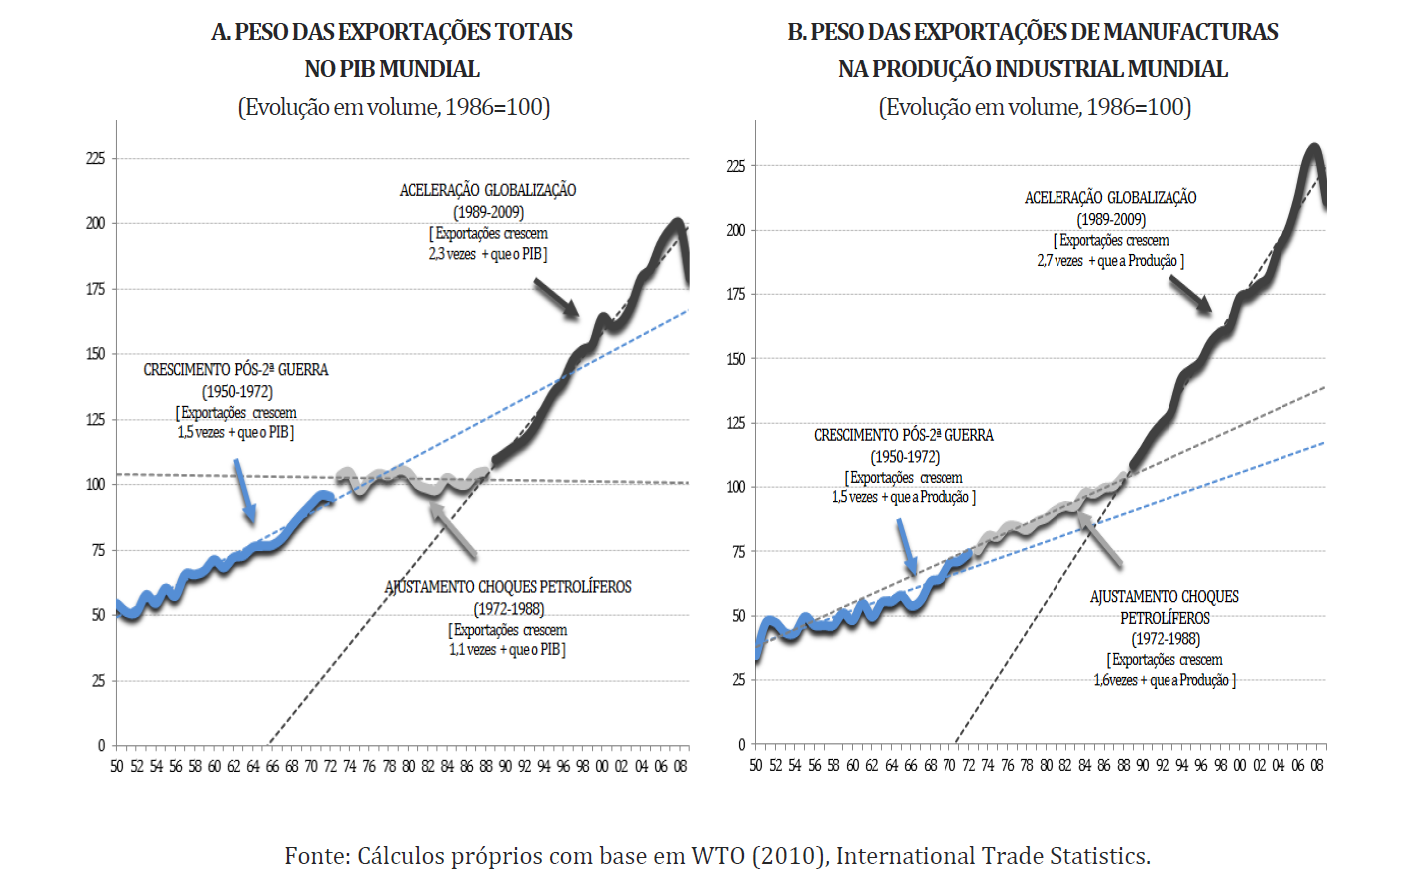 A. PESO DAS EXPORTAÇÕES TOTAIS
NO PIB MUNDIAL
(Evolução em volume, 1986=100)
225
200
175
150
125
100
75
50
25
0
ACELERAÇÃO GLOBALIZAÇÃO
(1989-2009)
[ Exportações crescem
2,3 vezes + que o PIB ]
CRESCIMENTO PÓS-2ª GUERRA
(1950-1972)
[ Exportações crescem
1,5 vezes + que o PIB ]
AJUSTAMENTO CHOQUES PETROLÍFEROS
(1972-1988)
[ Exportações crescem
1,1 vezes + que o PIB ]
50 52 54 56 58 60 62 64 66 68 70 72 74 76 78 80 82 84 86 88 90 92 94 96 98 00 02 04 06 08
B. PESO DAS EXPORTAÇÕES DE MANUFACTURAS
NA PRODUÇÃO INDUSTRIAL MUNDIAL
(Evolução em volume, 1986=100)
225
200
175
150
125
100
75
50
25
0
ACELERAÇÃO GLOBALIZAÇÃO
(1989-2009)
[ Exportações crescem
2,7 vezes + que a Produção ]
CRESCIMENTO PÓS-2ª GUERRA
(1950-1972)
[ Exportações crescem
1,5 vezes + que a Produção ]
AJUSTAMENTO CHOQUES
PETROLÍFEROS
(1972-1988)
[ Exportações crescem
1,6vezes + que a Produção ]
50 52 54 56 58 60 62 64 66 68 70 72 74 76 78 80 82 84 86 88 90 92 94 96 98 00 02 04 06 08
Fonte: Cálculos próprios com base em WTO (2010), International Trade Statistics.